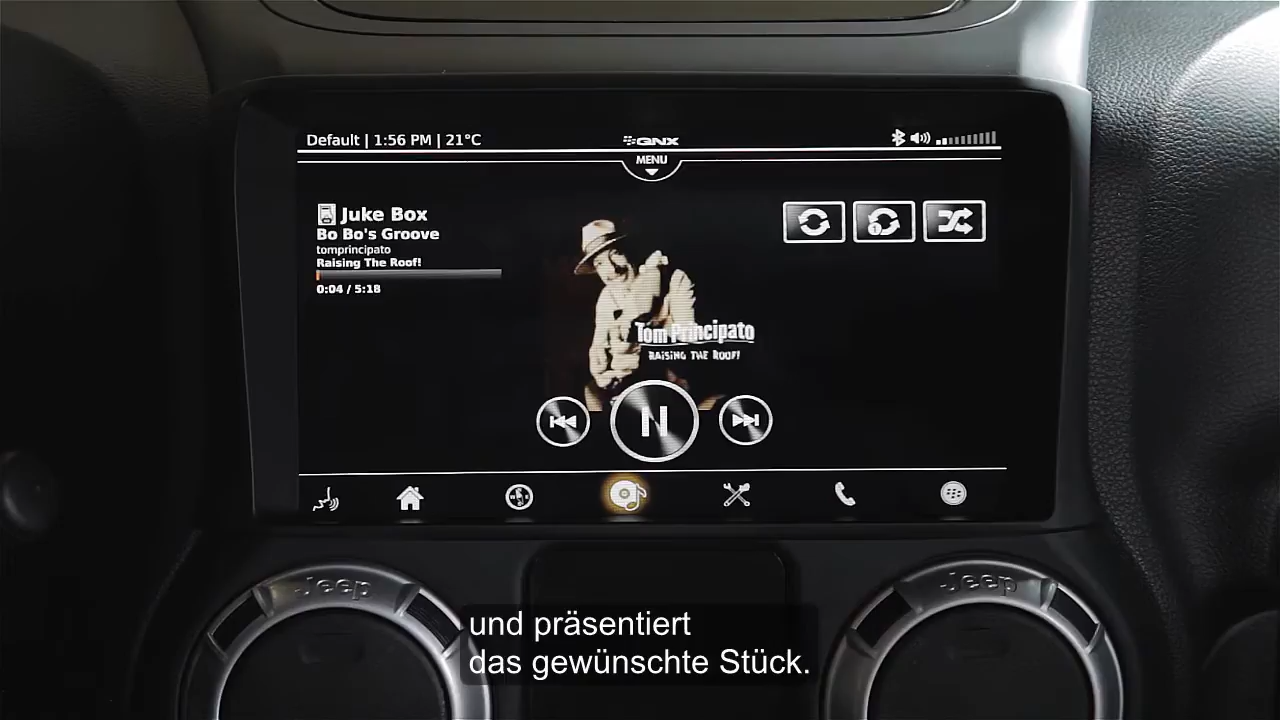 Default | 1:56 PM | 21°C
QNX
MENU
Juke Box
Bo Bo's Groove
tomprincipato
Raising The Roof!
0:04 / 5:18
Tom Principato
RAISING THE ROOF!
1
Jeep
Jeep
und präsentiert
das gewünschte Stück.